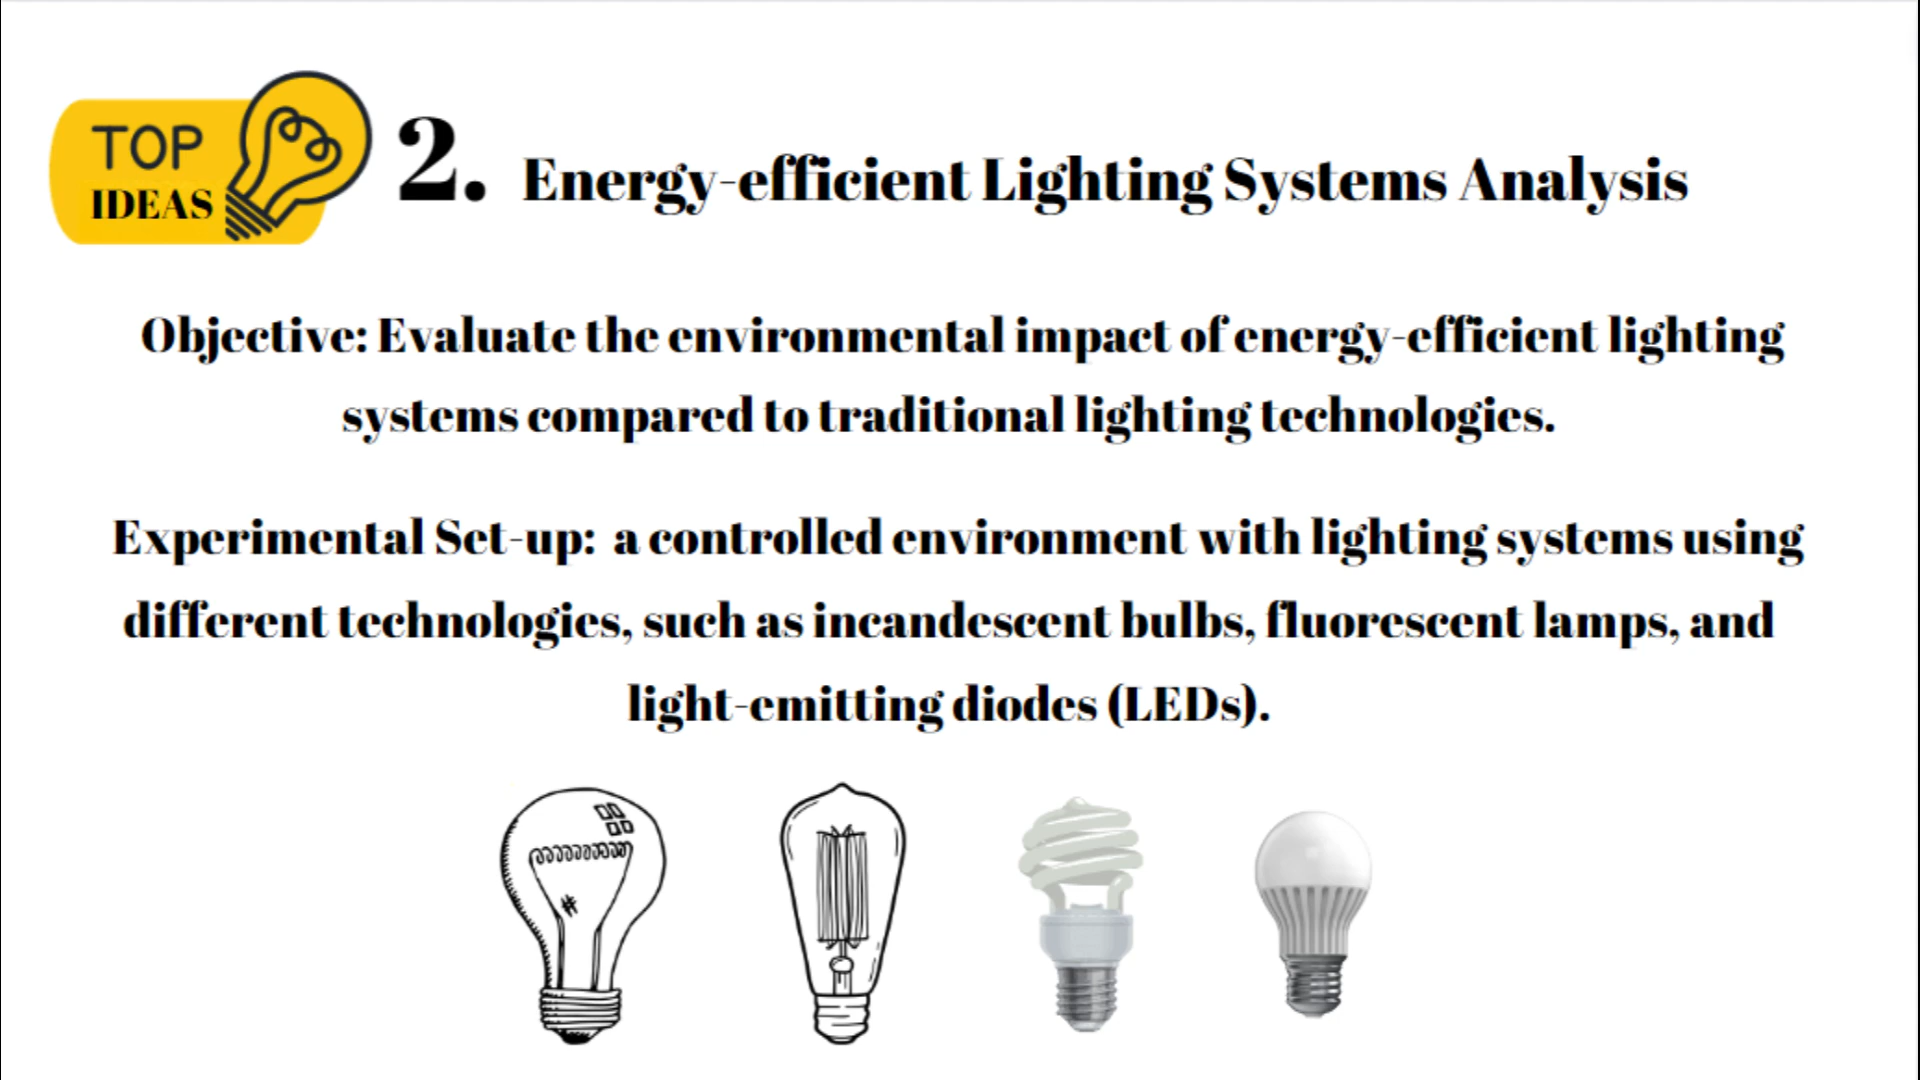 TOP
IDEAS
2. Energy-efficient Lighting Systems Analysis
Objective: Evaluate the environmental impact of energy-efficient lighting
systems compared to traditional lighting technologies.
Experimental Set-up: a controlled environment with lighting systems using
different technologies, such as incandescent bulbs, fluorescent lamps, and
light-emitting diodes (LEDs).